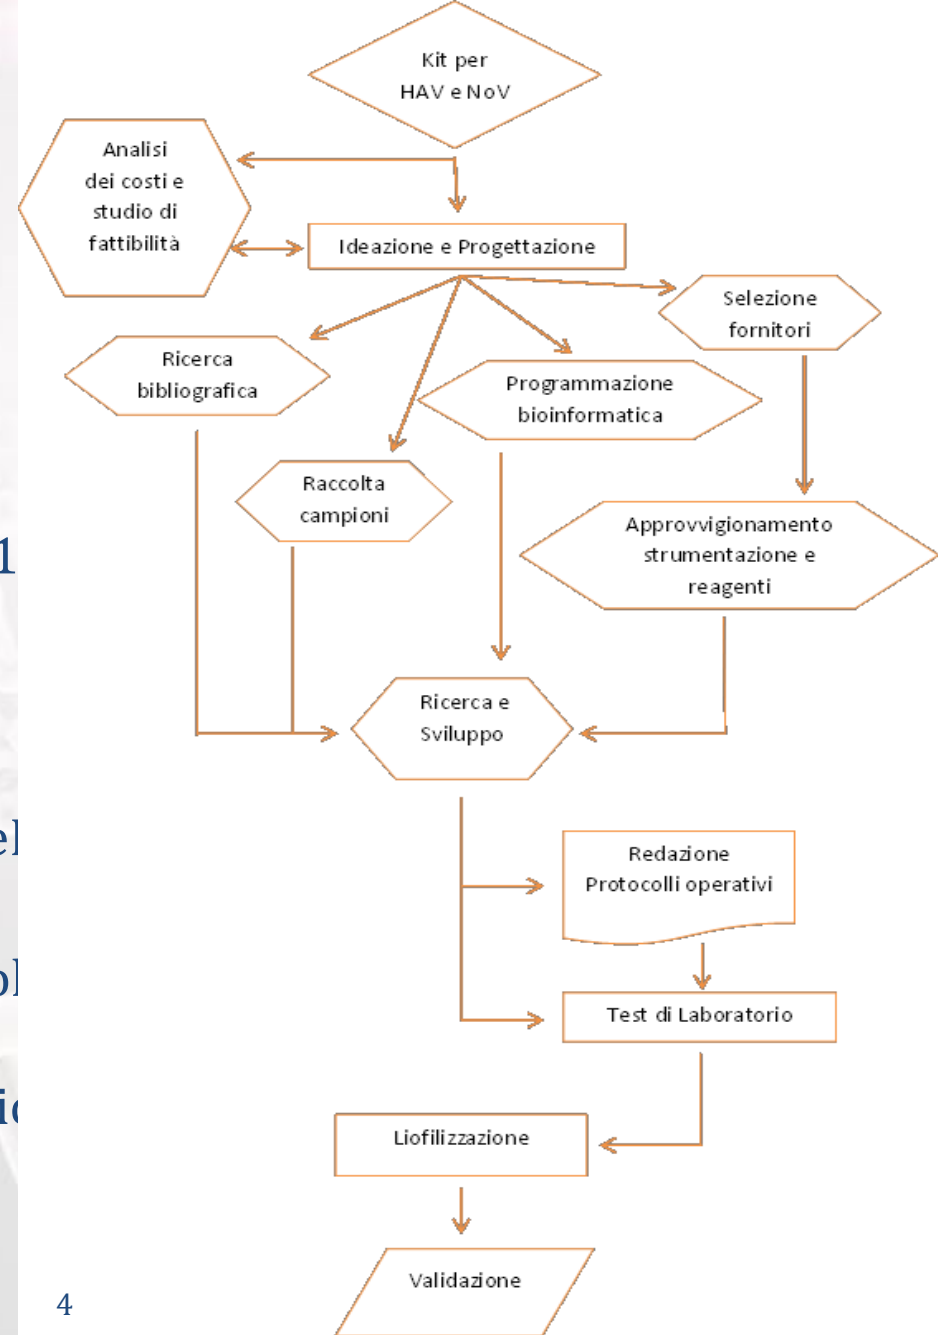 Kit per
HAV e NoV
Analisi
dei costi e
studio di
fattibilità
Ideazione e Progettazione
Selezione
fornitori
Ricerca
bibliografica
Programmazione
bioinformatica
Raccolta
campioni
Approvvigionamento
strumentazione e
reagenti
1
Ricerca e
Sviluppo
Redazione
Protocolli operativi
Test di Laboratorio
Liofilizzazione
Validazione
4